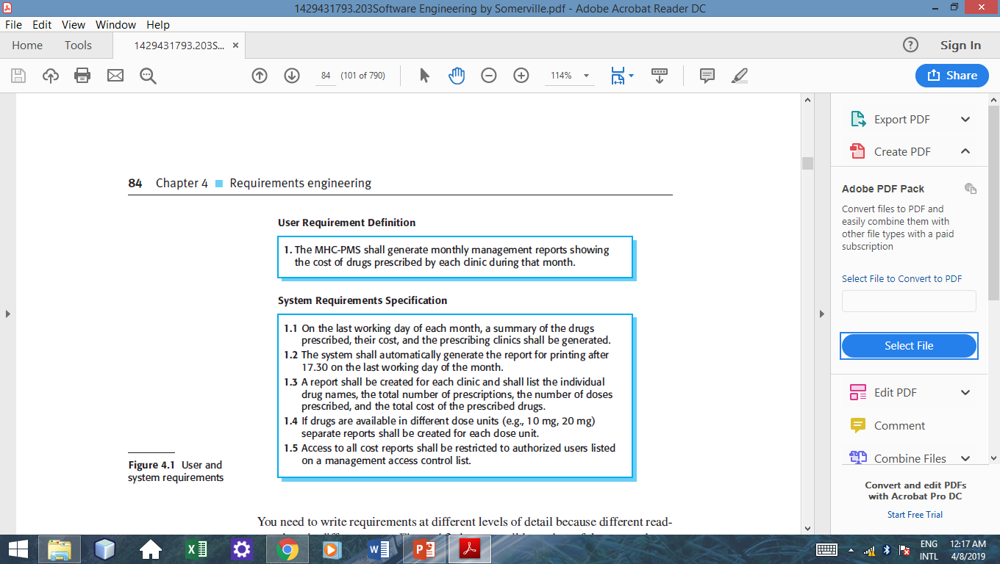 1429431793.203Software Engineering by Somerville.pdf - Adobe Acrobat Reader DC
File Edit View Window Help
Home Tools 1429431793.203S... × Sign In
84 (101 of 790) 114% Share
84 Chapter 4 ■ Requirements engineering
User Requirement Definition
1. The MHC-PMS shall generate monthly management reports showing
the cost of drugs prescribed by each clinic during that month.
System Requirements Specification
1.1 On the last working day of each month, a summary of the drugs
prescribed, their cost, and the prescribing clinics shall be generated.
1.2 The system shall automatically generate the report for printing after
17.30 on the last working day of the month.
1.3 A report shall be created for each clinic and shall list the individual
drug names, the total number of prescriptions, the number of doses
prescribed, and the total cost of the prescribed drugs.
1.4 If drugs are available in different dose units (e.g., 10 mg, 20 mg)
separate reports shall be created for each dose unit.
1.5 Access to all cost reports shall be restricted to authorized users listed
on a management access control list.
Figure 4.1 User and
system requirements
You need to write requirements at different levels of detail because different read-
Export PDF
Create PDF
Adobe PDF Pack
Convert files to PDF and
easily combine them with
other file types with a paid
subscription
Select File to Convert to PDF
Select File
Edit PDF
Comment
Combine Files
Convert and edit PDFs
with Acrobat Pro DC
Start Free Trial
ENG 12:17 AM
INTL 4/8/2019